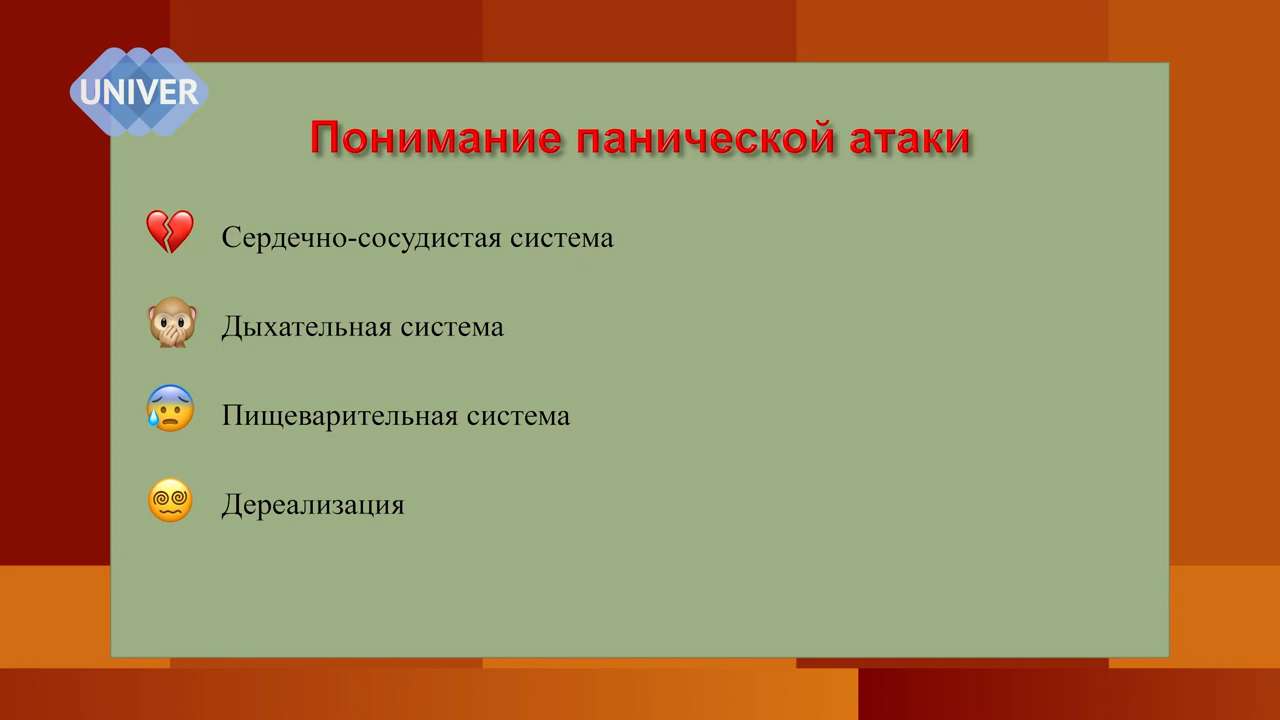 UNIVER
Понимание панической атаки
Сердечно-сосудистая система
Дыхательная система
Пищеварительная система
Дереализация